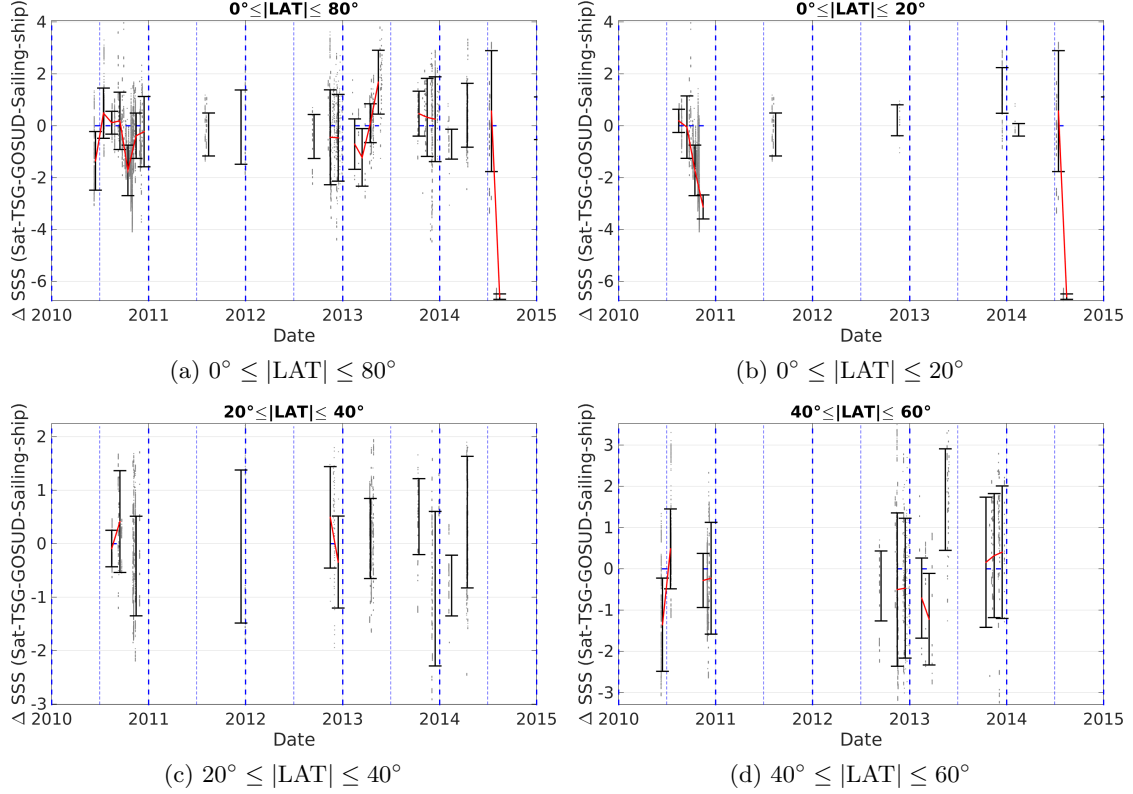 0°≤|LAT|≤ 80°
Δ SSS (Sat-TSG-GOSUD-Sailing-ship)
4
2
0
-2
-4
-6
2010 2011 2012 2013 2014 2015
Date
(a) 0° ≤ |LAT| ≤ 80°
0°≤|LAT|≤ 20°
Δ SSS (Sat-TSG-GOSUD-Sailing-ship)
4
2
0
-2
-4
-6
2010 2011 2012 2013 2014 2015
Date
(b) 0° ≤ |LAT| ≤ 20°
20°≤|LAT|≤ 40°
Δ SSS (Sat-TSG-GOSUD-Sailing-ship)
2
1
0
-1
-2
-3
2010 2011 2012 2013 2014 2015
Date
(c) 20° ≤ |LAT| ≤ 40°
40°≤|LAT|≤ 60°
Δ SSS (Sat-TSG-GOSUD-Sailing-ship)
3
2
1
0
-1
-2
-3
2010 2011 2012 2013 2014 2015
Date
(d) 40° ≤ |LAT| ≤ 60°